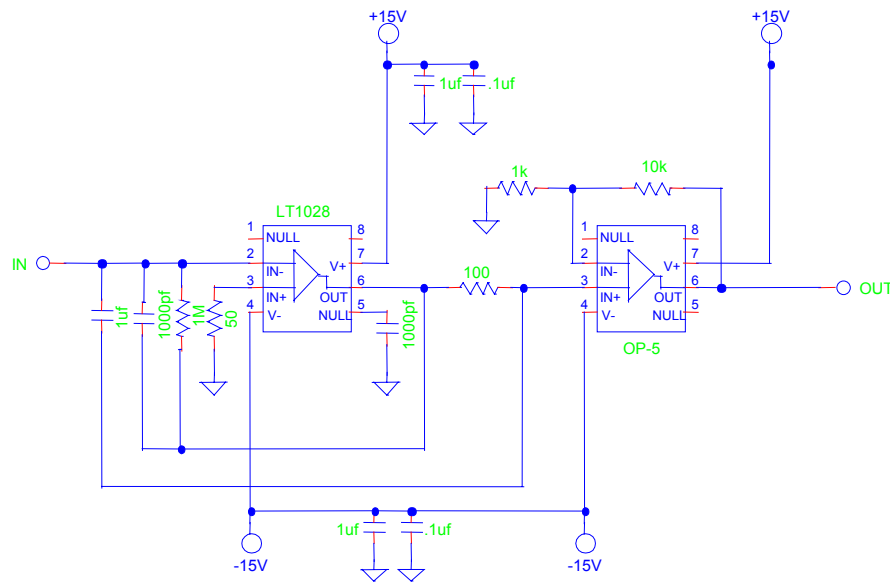 +15V
+15V
1uf
.1uf
1k
10k
LT1028
1
NULL
8
2
IN-
V+
7
3
IN+
OUT
6
4
V-
NULL
5
IN
1uf
1000pf
1M
50
1000pf
100
1
NULL
8
2
IN-
V+
7
3
IN+
OUT
6
4
V-
NULL
5
OUT
OP-5
1uf
.1uf
-15V
-15V